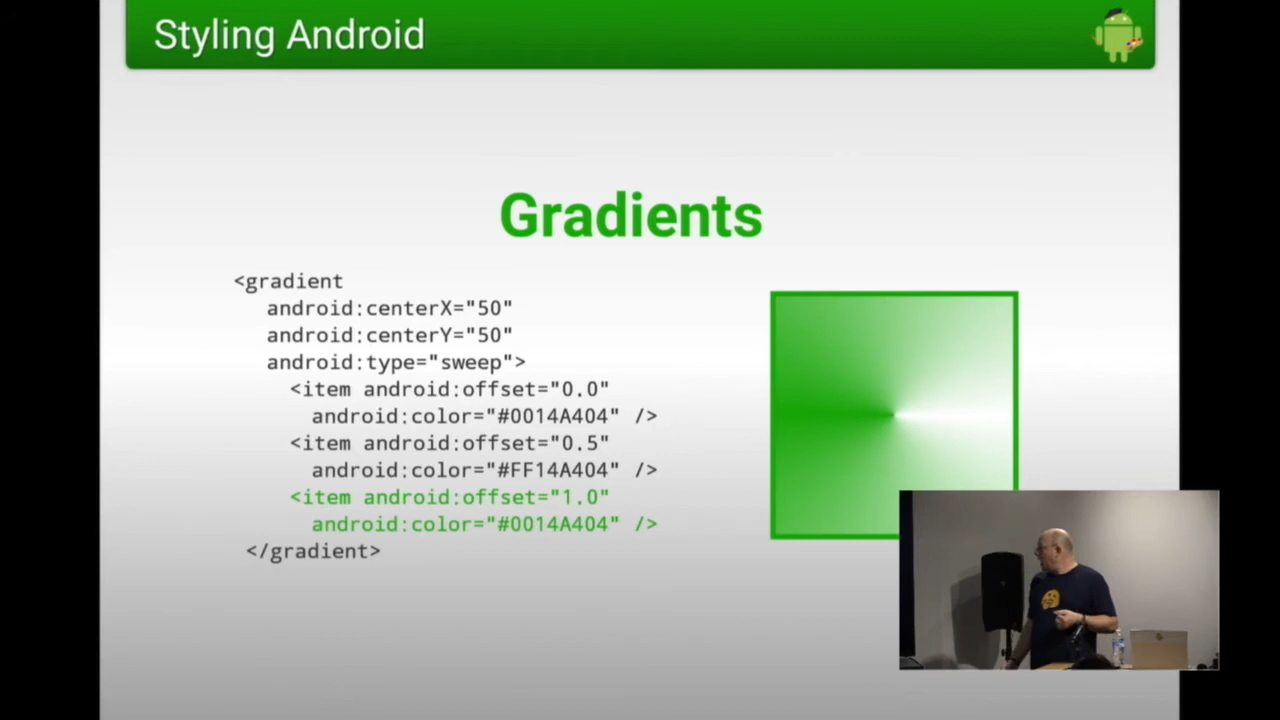 Styling Android
Gradients
<gradient
android:centerX="50"
android:centerY="50"
android:type="sweep">
<item android:offset="0.0"
android:color="#0014A404" />
<item android:offset="0.5"
android:color="#FF14A404" />
<item android:offset="1.0"
android:color="#0014A404" />
</gradient>